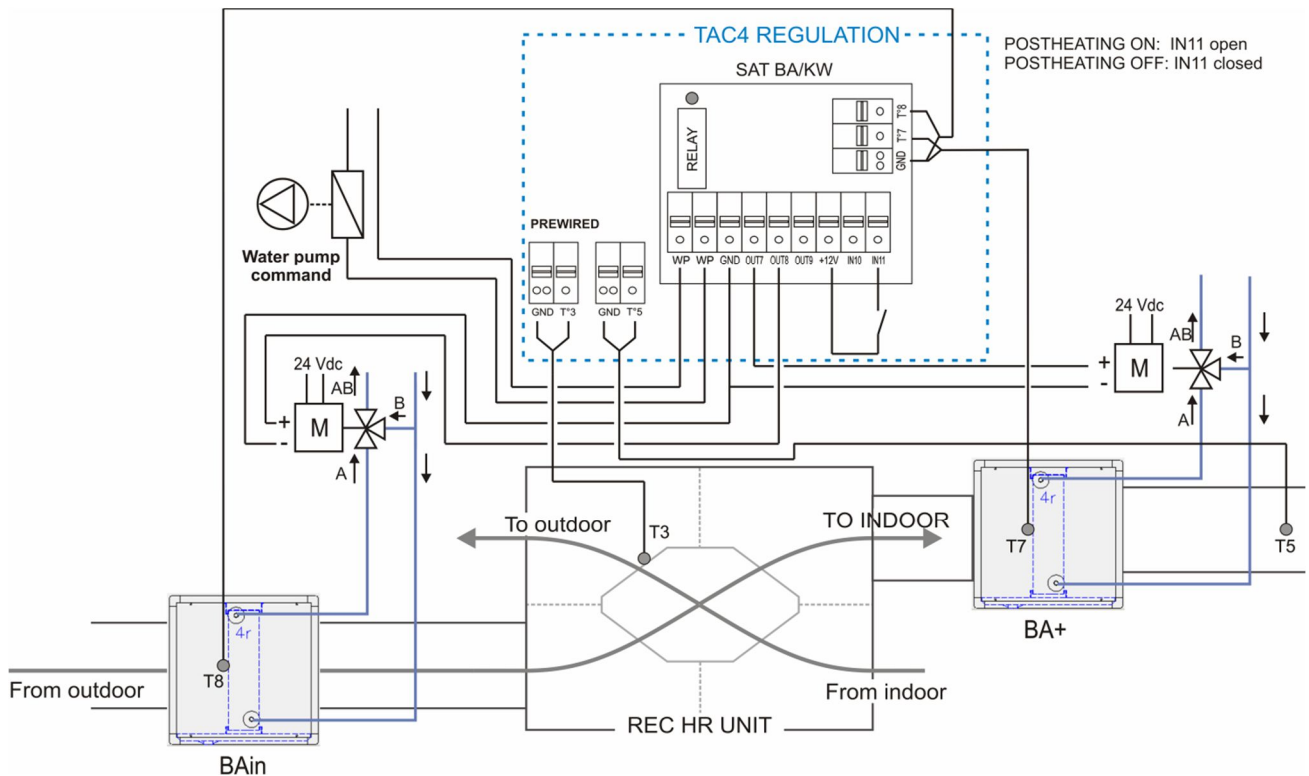 TAC4 REGULATION
POSTHEATING ON: IN11 open
POSTHEATING OFF: IN11 closed
SAT BA/KW
RELAY
T°8
T°7
GND
PREWIRED
Water pump
command
WP WP GND OUT7 OUT8 OUT9 +12V IN10 IN11
GND T°3 GND T°5
24 Vdc
AB
B
+
-
M
A
24 Vdc
AB
B
+
-
M
A
To outdoor
T3
TO INDOOR
4r
T7
T5
BA+
4r
T8
From outdoor
From indoor
REC HR UNIT
BAin